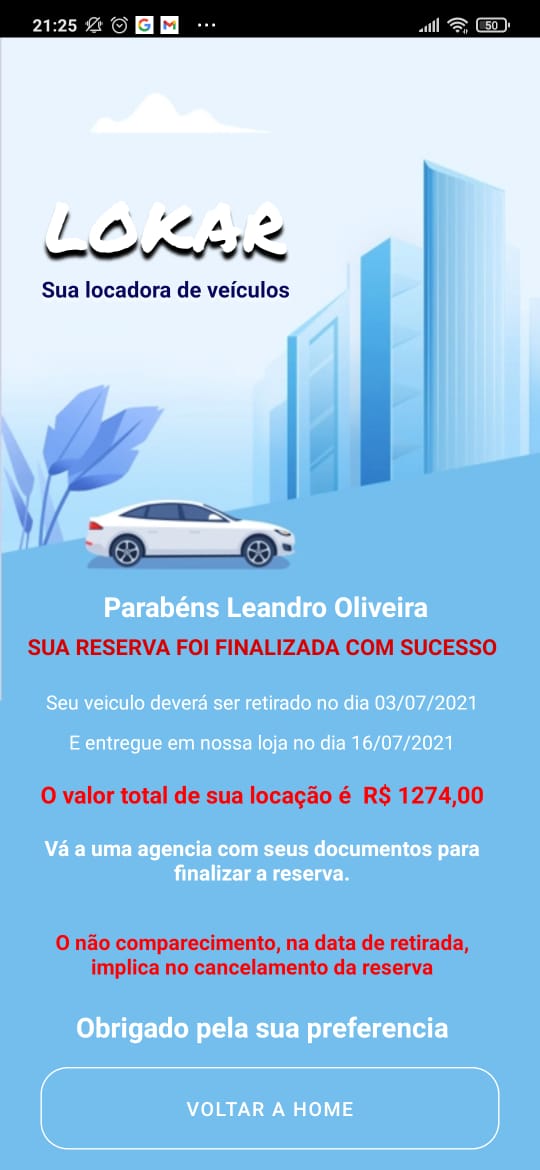 21:25
50
LOKAR
Sua locadora de veículos
Parabéns Leandro Oliveira
SUA RESERVA FOI FINALIZADA COM SUCESSO
Seu veiculo deverá ser retirado no dia 03/07/2021
E entregue em nossa loja no dia 16/07/2021
O valor total de sua locação é  R$ 1274,00
Vá a uma agencia com seus documentos para
finalizar a reserva.
O não comparecimento, na data de retirada,
implica no cancelamento da reserva
Obrigado pela sua preferencia
VOLTAR A HOME